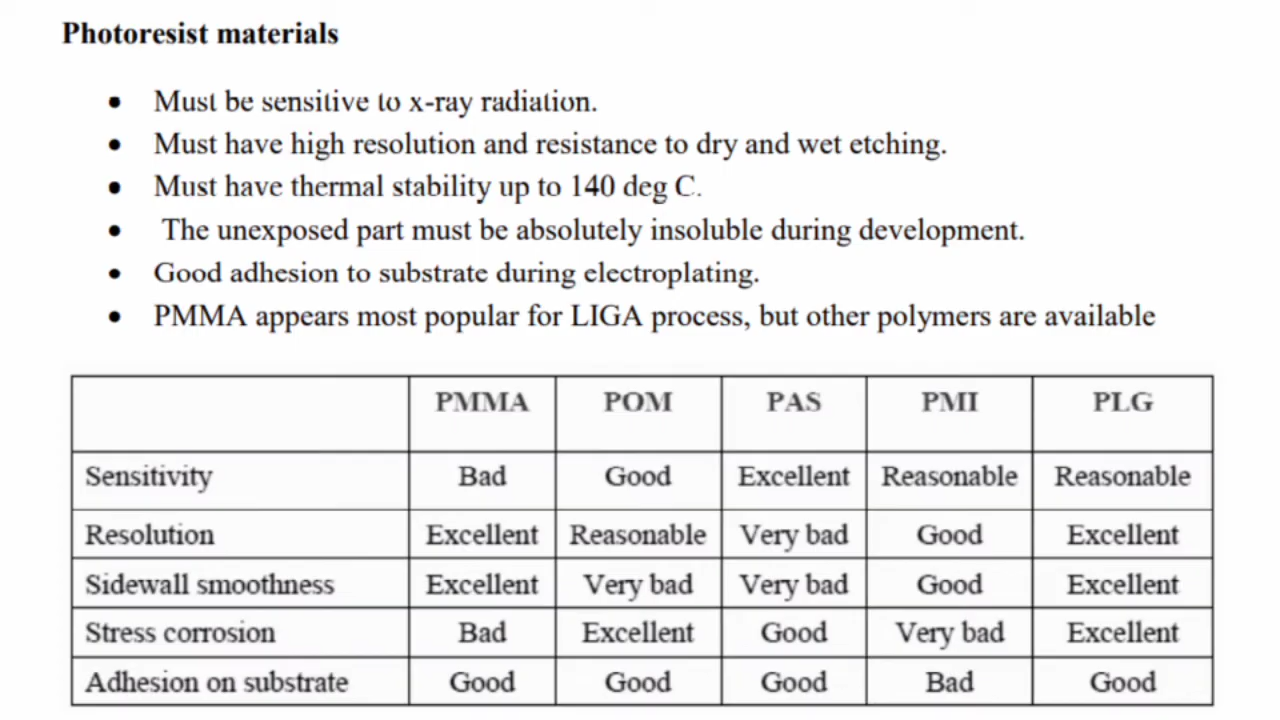 Photoresist materials
• Must be sensitive to x-ray radiation.
• Must have high resolution and resistance to dry and wet etching.
• Must have thermal stability up to 140 deg C.
• The unexposed part must be absolutely insoluble during development.
• Good adhesion to substrate during electroplating.
• PMMA appears most popular for LIGA process, but other polymers are available
PMMA POM PAS PMI PLG
Sensitivity Bad Good Excellent Reasonable Reasonable
Resolution Excellent Reasonable Very bad Good Excellent
Sidewall smoothness Excellent Very bad Very bad Good Excellent
Stress corrosion Bad Excellent Good Very bad Excellent
Adhesion on substrate Good Good Good Bad Good